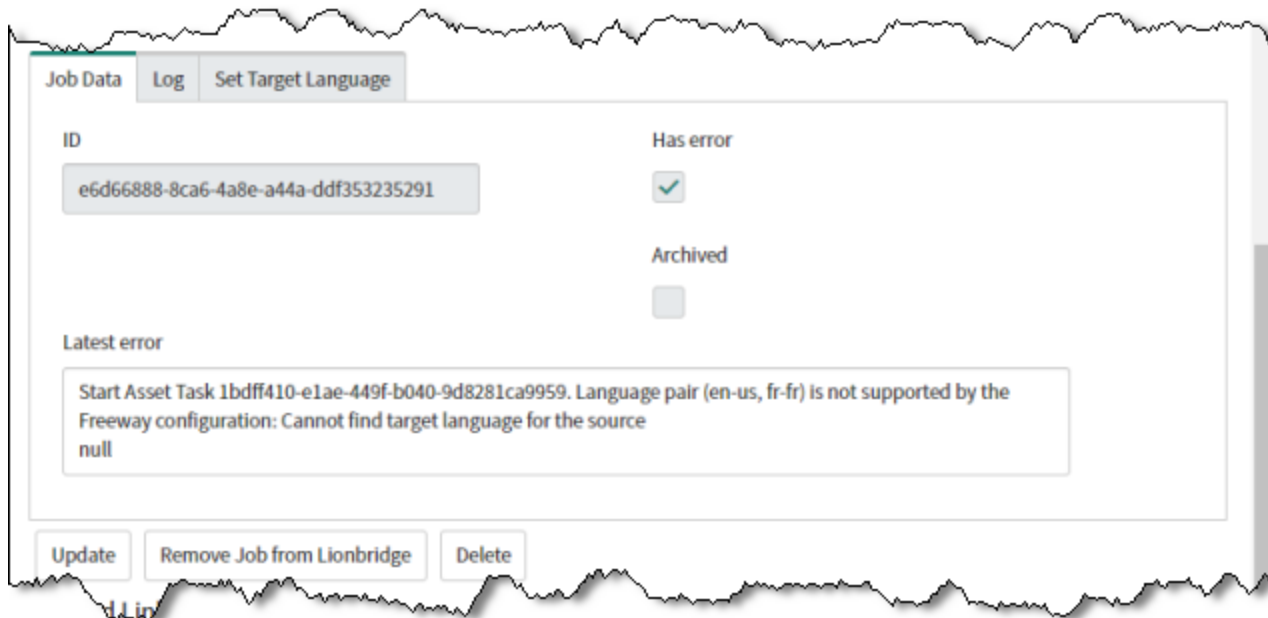 Job Data
Log
Set Target Language
ID
Has error
e6d66888-8ca6-4a8e-a44a-ddf353235291
Archived
Latest error
Start Asset Task 1bdff410-e1ae-449f-b040-9d8281ca9959. Language pair (en-us, fr-fr) is not supported by the
Freeway configuration: Cannot find target language for the source
null
Update
Remove Job from Lionbridge
Delete